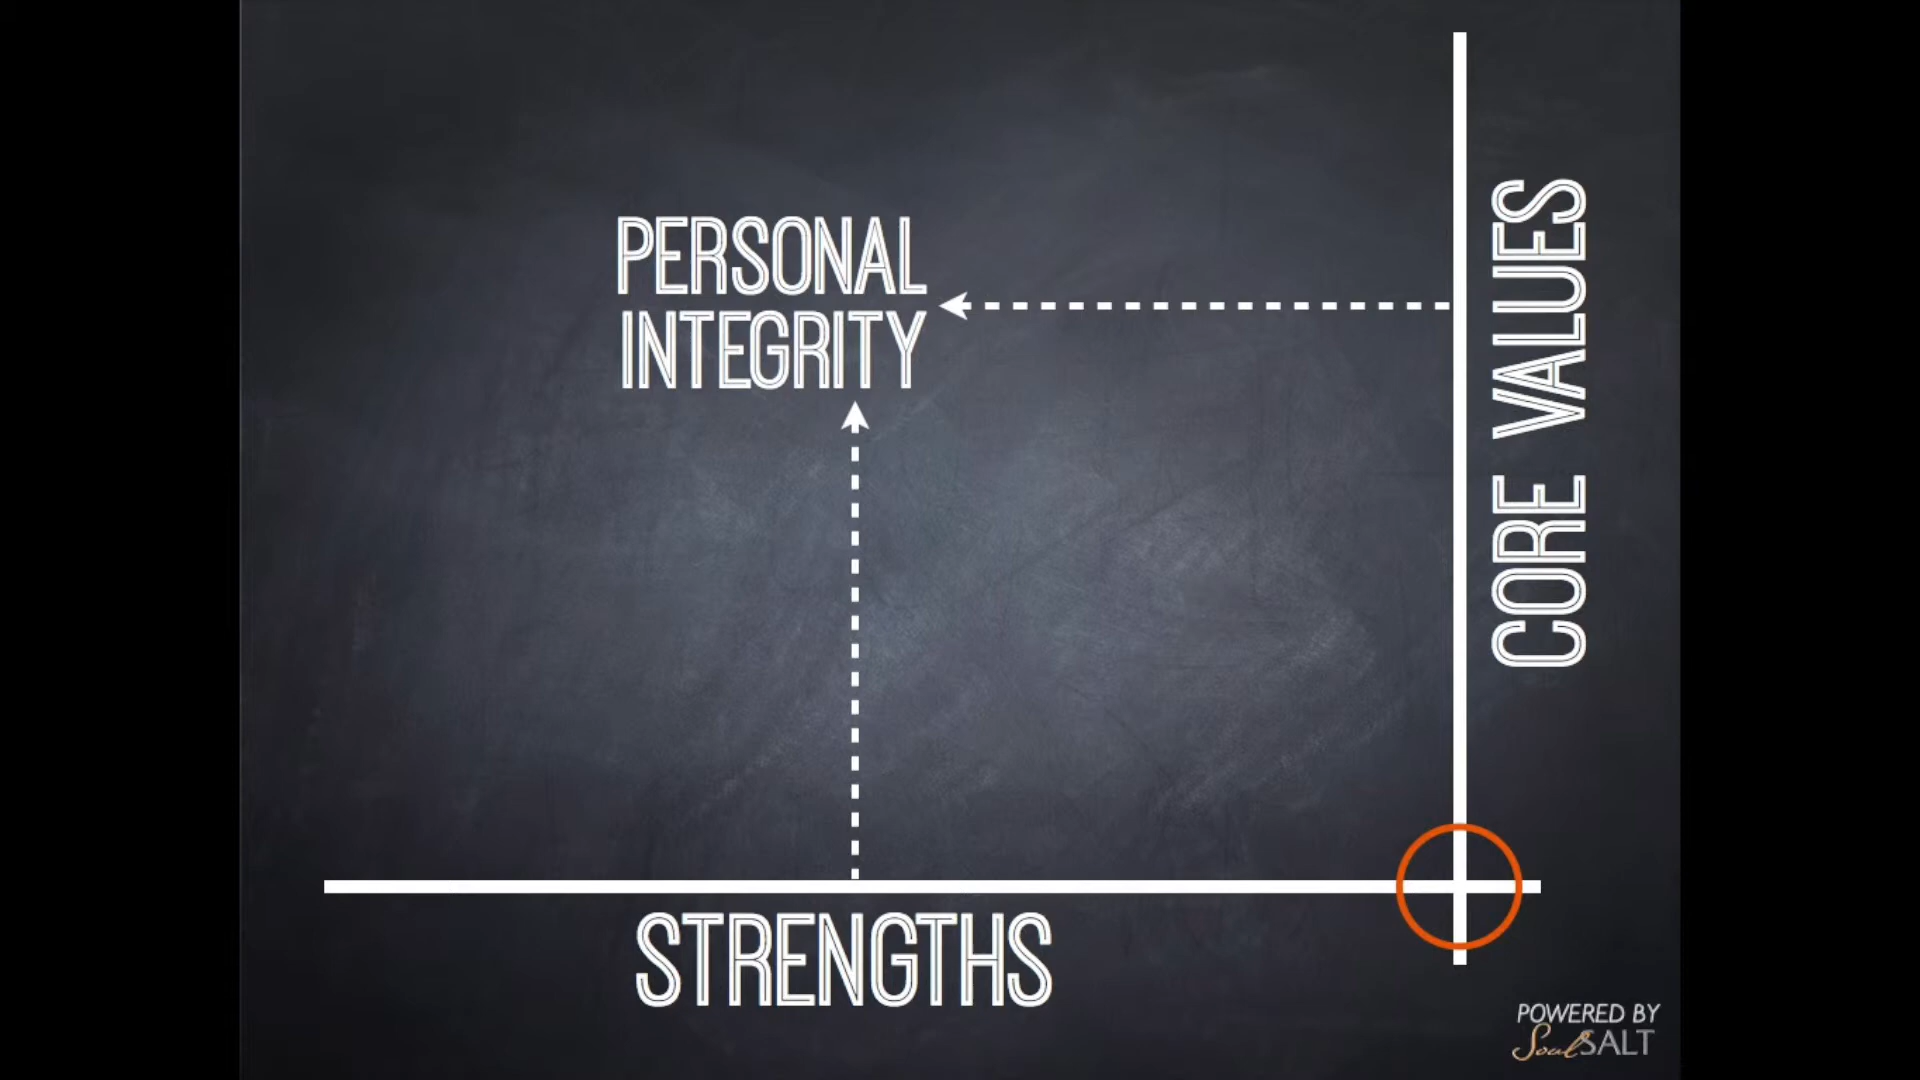 PERSONAL
INTEGRITY
CORE VALUES
STRENGTHS
POWERED BY
SoulSALT